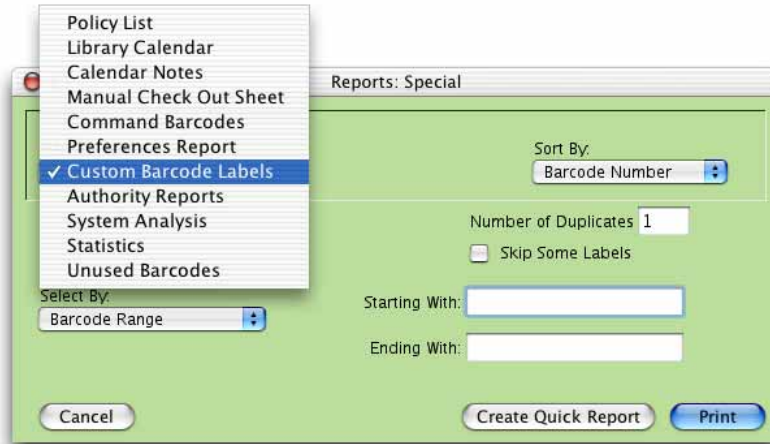 Policy List
Library Calendar
Calendar Notes
Manual Check Out Sheet
Command Barcodes
Preferences Report
✓ Custom Barcode Labels
Authority Reports
System Analysis
Statistics
Unused Barcodes
Reports: Special
Sort By:
Barcode Number
Number of Duplicates 1
Skip Some Labels
Select By:
Barcode Range
Starting With:
Ending With:
Cancel
Create Quick Report
Print